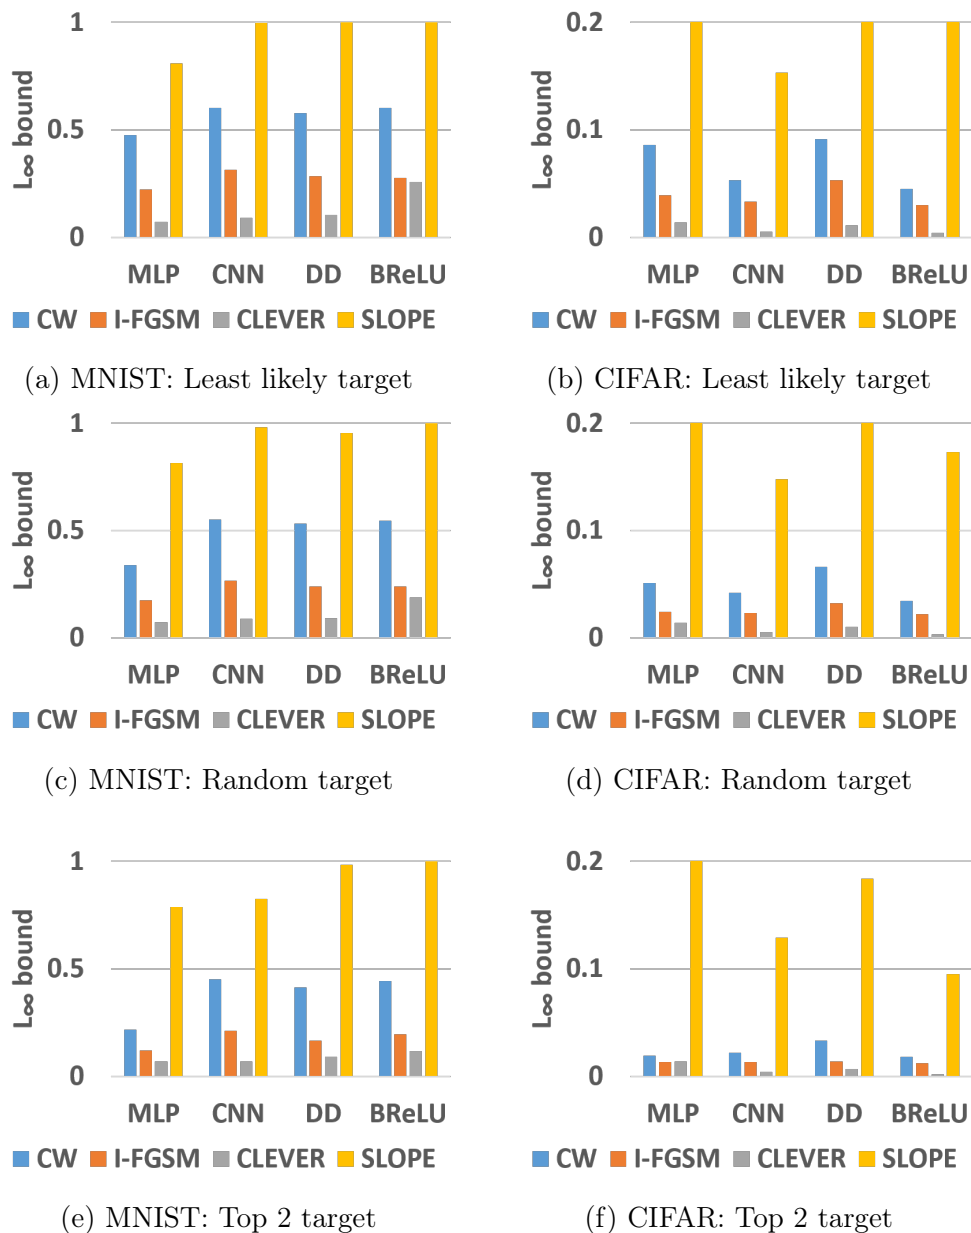 1
0.5
0
L∞ bound
MLP CNN DD BReLU
CW I-FGSM CLEVER SLOPE
(a) MNIST: Least likely target
0.2
0.1
0
L∞ bound
MLP CNN DD BReLU
CW I-FGSM CLEVER SLOPE
(b) CIFAR: Least likely target
1
0.5
0
L∞ bound
MLP CNN DD BReLU
CW I-FGSM CLEVER SLOPE
(c) MNIST: Random target
0.2
0.1
0
L∞ bound
MLP CNN DD BReLU
CW I-FGSM CLEVER SLOPE
(d) CIFAR: Random target
1
0.5
0
L∞ bound
MLP CNN DD BReLU
CW I-FGSM CLEVER SLOPE
(e) MNIST: Top 2 target
0.2
0.1
0
L∞ bound
MLP CNN DD BReLU
CW I-FGSM CLEVER SLOPE
(f) CIFAR: Top 2 target